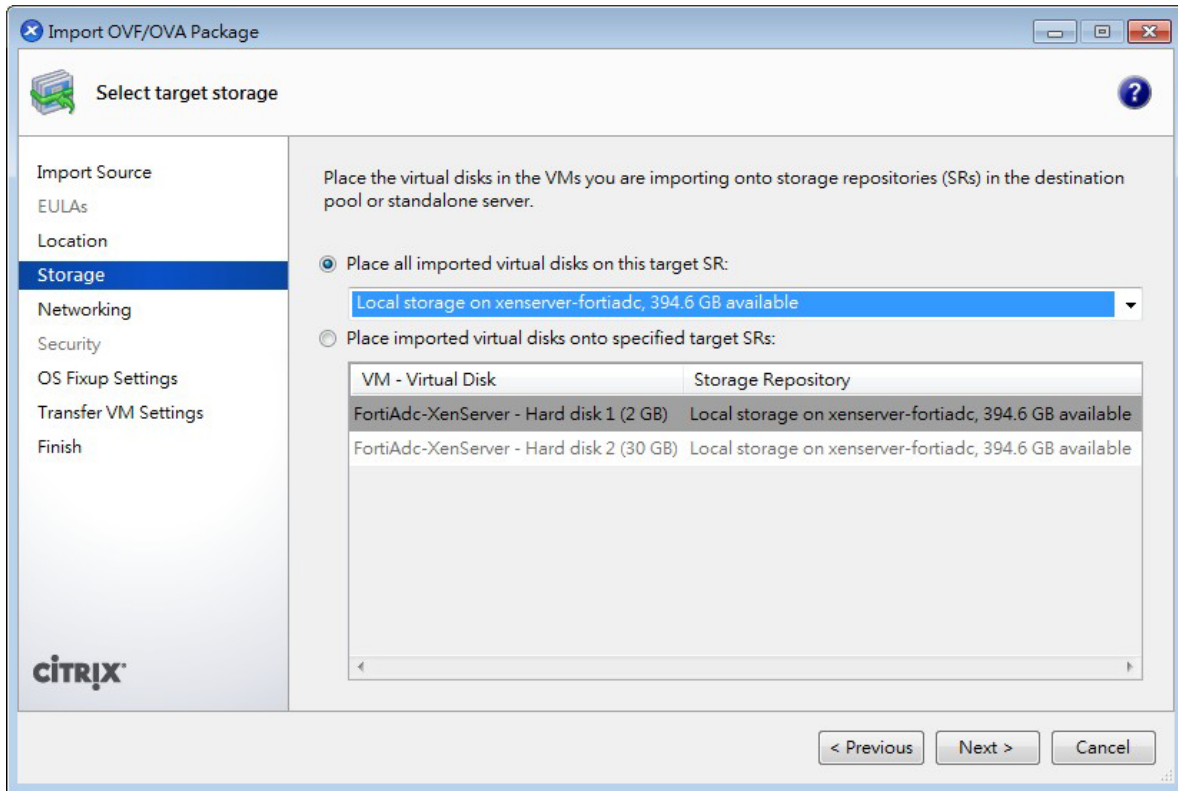 Import OVF/OVA Package
Select target storage
?
Import Source
EULAs
Location
Storage
Networking
Security
OS Fixup Settings
Transfer VM Settings
Finish
CITRIX
Place the virtual disks in the VMs you are importing onto storage repositories (SRs) in the destination
pool or standalone server.
Place all imported virtual disks on this target SR:
Local storage on xenserver-fortiadc, 394.6 GB available
Place imported virtual disks onto specified target SRs:
VM - Virtual Disk Storage Repository
FortiAdc-XenServer - Hard disk 1 (2 GB) Local storage on xenserver-fortiadc, 394.6 GB available
FortiAdc-XenServer - Hard disk 2 (30 GB) Local storage on xenserver-fortiadc, 394.6 GB available
< Previous Next > Cancel